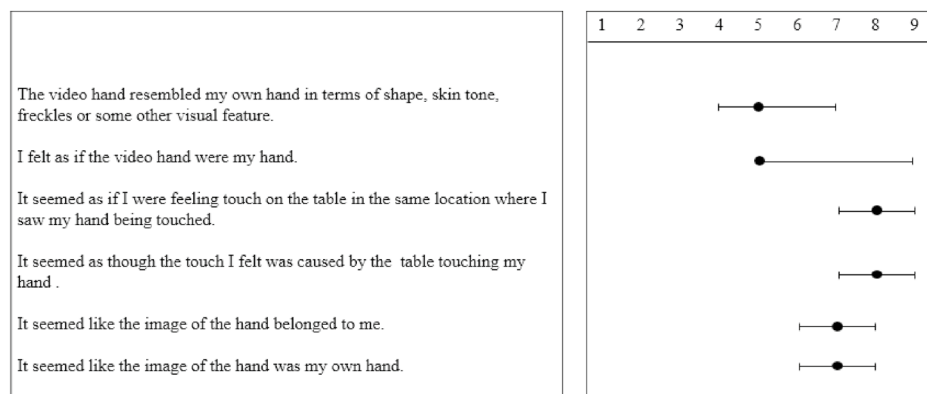 1 2 3 4 5 6 7 8 9
The video hand resembled my own hand in terms of shape, skin tone,
freckles or some other visual feature.
I felt as if the video hand were my hand.
It seemed as if I were feeling touch on the table in the same location where I
saw my hand being touched.
It seemed as though the touch I felt was caused by the table touching my
hand .
It seemed like the image of the hand belonged to me.
It seemed like the image of the hand was my own hand.